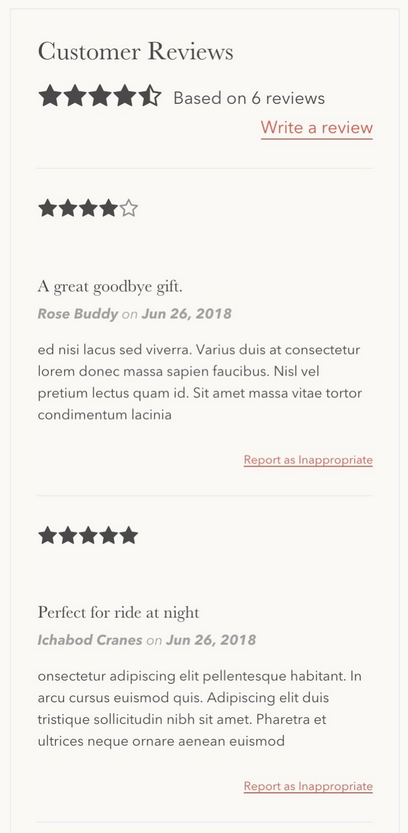 Customer Reviews
Based on 6 reviews
Write a review
A great goodbye gift.
Rose Buddy on Jun 26, 2018
ed nisi lacus sed viverra. Varius duis at consectetur
lorem donec massa sapien faucibus. Nisl vel
pretium lectus quam id. Sit amet massa vitae tortor
condimentum lacinia
Report as Inappropriate
Perfect for ride at night
Ichabod Cranes on Jun 26, 2018
onsectetur adipiscing elit pellentesque habitant. In
arcu cursus euismod quis. Adipiscing elit duis
tristique sollicitudin nibh sit amet. Pharetra et
ultrices neque ornare aenean euismod
Report as Inappropriate